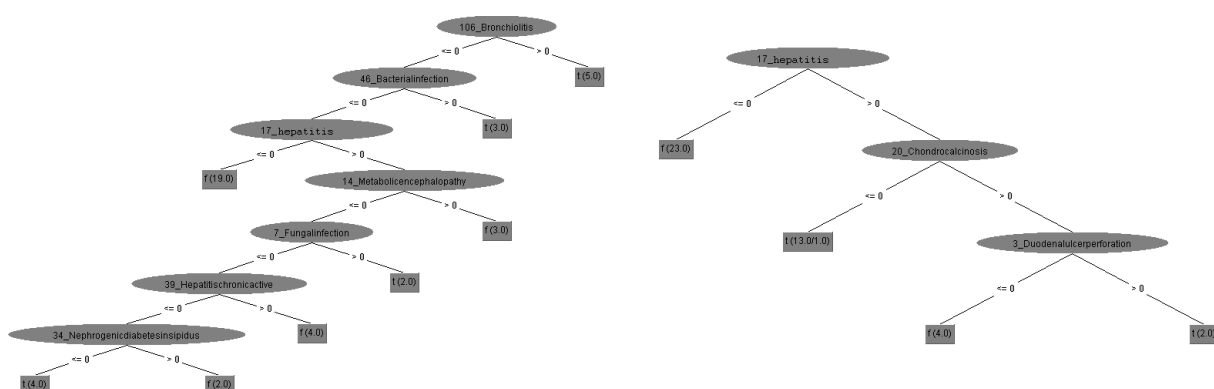 106_Bronchiolitis
<= 0 > 0
46_Bacterialinfection t (5.0)
<= 0 > 0
17_hepatitis t (3.0)
<= 0 > 0
f (19.0) 14_Metabolicencephalopathy
<= 0 > 0
7_Fungalinfection f (3.0)
<= 0 > 0
39_Hepatitischronicactive t (2.0)
<= 0 > 0
34_Nephrogenicdiabetesinsipidus f (4.0)
<= 0 > 0
t (4.0) f (2.0)
17_hepatitis
<= 0 > 0
f (23.0) 20_Chondrocalcinosis
<= 0 > 0
t (13.0/1.0) 3_Duodenalulcerperforation
<= 0 > 0
f (4.0) t (2.0)